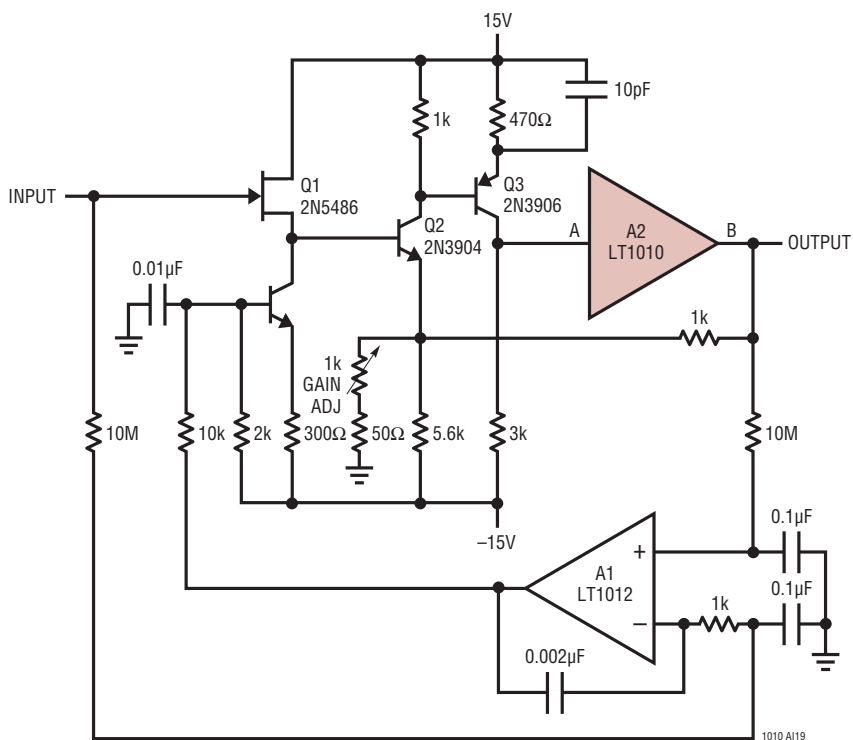 15V
10pF
1k
470Ω
Q1
2N5486
Q3
2N3906
INPUT
Q2
2N3904
A
A2
LT1010
B
OUTPUT
0.01µF
1k
1k
GAIN
ADJ
10M
10k
2k
300Ω
50Ω
5.6k
3k
10M
–15V
0.1µF
+
A1
LT1012
0.1µF
1k
–
0.002µF
1010 AI19